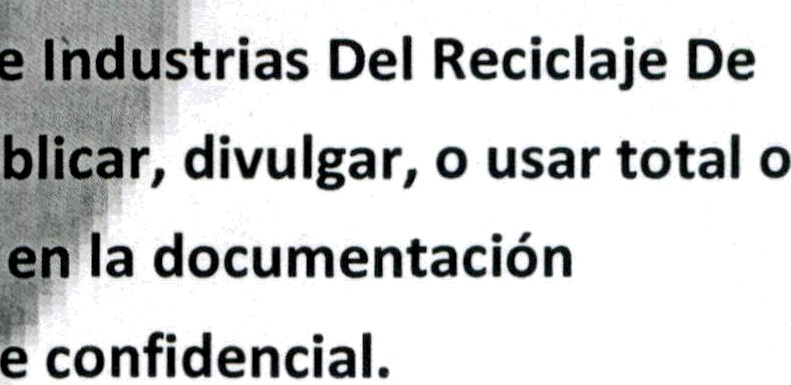 e Industrias Del Reciclaje De
blicar, divulgar, o usar total o
en la documentación
e confidencial.